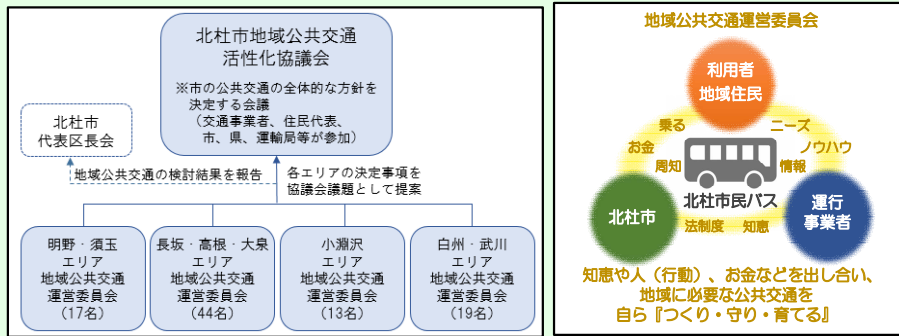 北杜市地域公共交通
活性化協議会
※市の公共交通の全体的な方針を
決定する会議
（交通事業者、住民代表、
市、県、運輸局等が参加）
北杜市
代表区長会
地域公共交通の検討結果を報告
各エリアの決定事項を
協議会議題として提案
明野・須玉
エリア
地域公共交通
運営委員会
（17名）
長坂・高根・大泉
エリア
地域公共交通
運営委員会
（44名）
小淵沢
エリア
地域公共交通
運営委員会
（13名）
白州・武川
エリア
地域公共交通
運営委員会
（19名）
地域公共交通運営委員会
利用者
地域住民
乗る
お金
周知
ニーズ
ノウハウ
情報
北杜市民バス
北杜市
運行
事業者
法制度
知恵
知恵や人（行動）、お金などを出し合い、
地域に必要な公共交通を
自ら『つくり・守り・育てる』